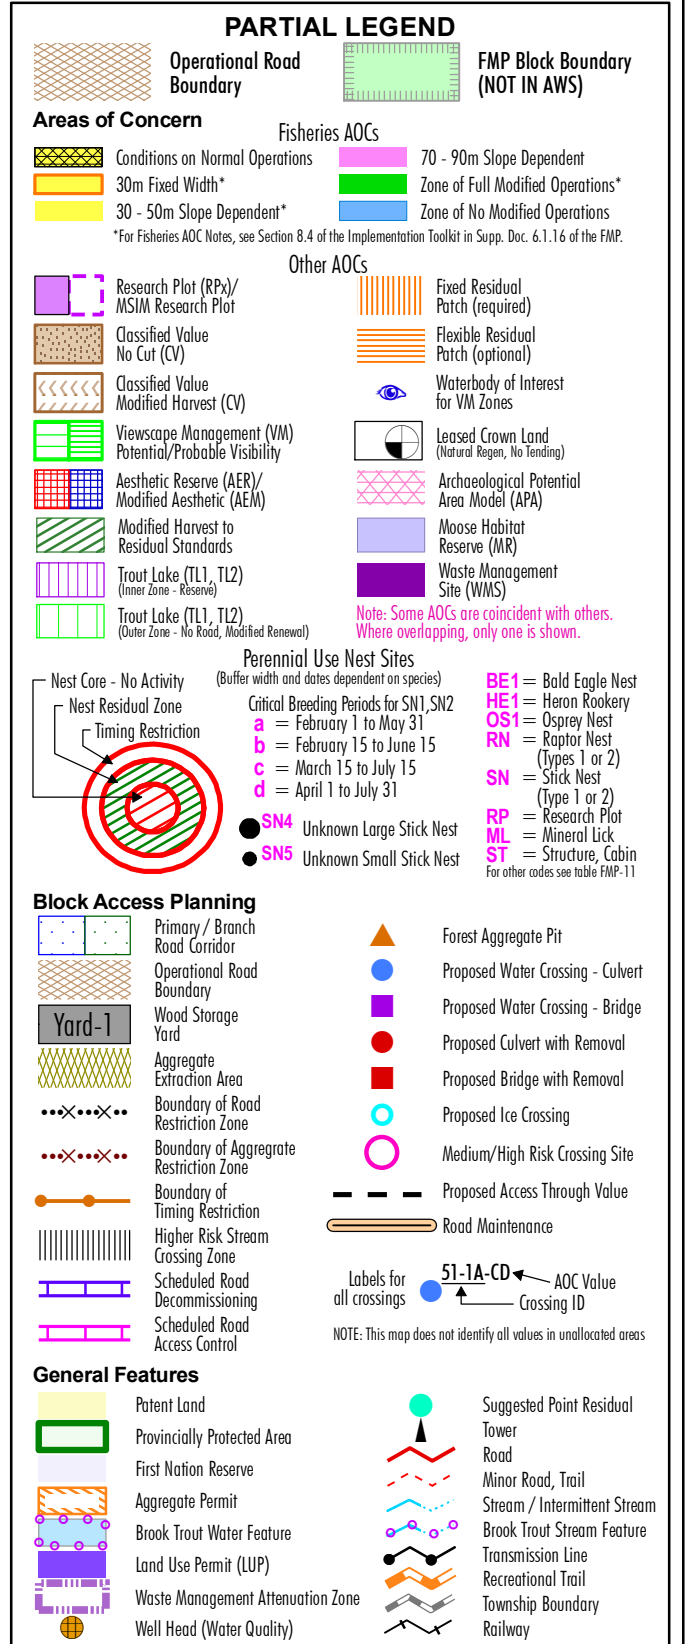 PARTIAL LEGEND
Operational Road
Boundary
FMP Block Boundary
(NOT IN AWS)
Areas of Concern
Fisheries AOCs
Conditions on Normal Operations
30m Fixed Width*
30 - 50m Slope Dependent*
70 - 90m Slope Dependent
Zone of Full Modified Operations*
Zone of No Modified Operations
*For Fisheries AOC Notes, see Section 8.4 of the Implementation Toolkit in Supp. Doc. 6.1.16 of the FMP.
Other AOCs
Research Plot (RPx)/
MSIM Research Plot
Classified Value
No Cut (CV)
Classified Value
Modified Harvest (CV)
Viewscape Management (VM)
Potential/Probable Visibility
Aesthetic Reserve (AER)/
Modified Aesthetic (AEM)
Modified Harvest to
Residual Standards
Trout Lake (TL1, TL2)
(Inner Zone - Reserve)
Trout Lake (TL1, TL2)
(Outer Zone - No Road, Modified Renewal)
Fixed Residual
Patch (required)
Flexible Residual
Patch (optional)
Waterbody of Interest
for VM Zones
Leased Crown Land
(Natural Regen, No Tending)
Archaeological Potential
Area Model (APA)
Moose Habitat
Reserve (MR)
Waste Management
Site (WMS)
Note: Some AOCs are coincident with others.
Where overlapping, only one is shown.
Perennial Use Nest Sites
(Buffer width and dates dependent on species)
Nest Core - No Activity
Nest Residual Zone
Timing Restriction
Critical Breeding Periods for SN1,SN2
a = February 1 to May 31
b = February 15 to June 15
c = March 15 to July 15
d = April 1 to July 31
SN4 Unknown Large Stick Nest
SN5 Unknown Small Stick Nest
BE1 = Bald Eagle Nest
HE1 = Heron Rookery
OS1 = Osprey Nest
RN = Raptor Nest
(Types 1 or 2)
SN = Stick Nest
(Type 1 or 2)
RP = Research Plot
ML = Mineral Lick
ST = Structure, Cabin
For other codes see table FMP-11
Block Access Planning
Primary / Branch
Road Corridor
Operational Road
Boundary
Yard-1
Wood Storage
Yard
Aggregate
Extraction Area
Boundary of Road
Restriction Zone
Boundary of Aggregrate
Restriction Zone
Boundary of
Timing Restriction
Higher Risk Stream
Crossing Zone
Scheduled Road
Decommissioning
Scheduled Road
Access Control
Forest Aggregate Pit
Proposed Water Crossing - Culvert
Proposed Water Crossing - Bridge
Proposed Culvert with Removal
Proposed Bridge with Removal
Proposed Ice Crossing
Medium/High Risk Crossing Site
Proposed Access Through Value
Road Maintenance
Labels for
all crossings
51-1A-CD
AOC Value
Crossing ID
NOTE: This map does not identify all values in unallocated areas
General Features
Patent Land
Provincially Protected Area
First Nation Reserve
Aggregate Permit
Brook Trout Water Feature
Land Use Permit (LUP)
Waste Management Attenuation Zone
Well Head (Water Quality)
Suggested Point Residual
Tower
Road
Minor Road, Trail
Stream / Intermittent Stream
Brook Trout Stream Feature
Transmission Line
Recreational Trail
Township Boundary
Railway